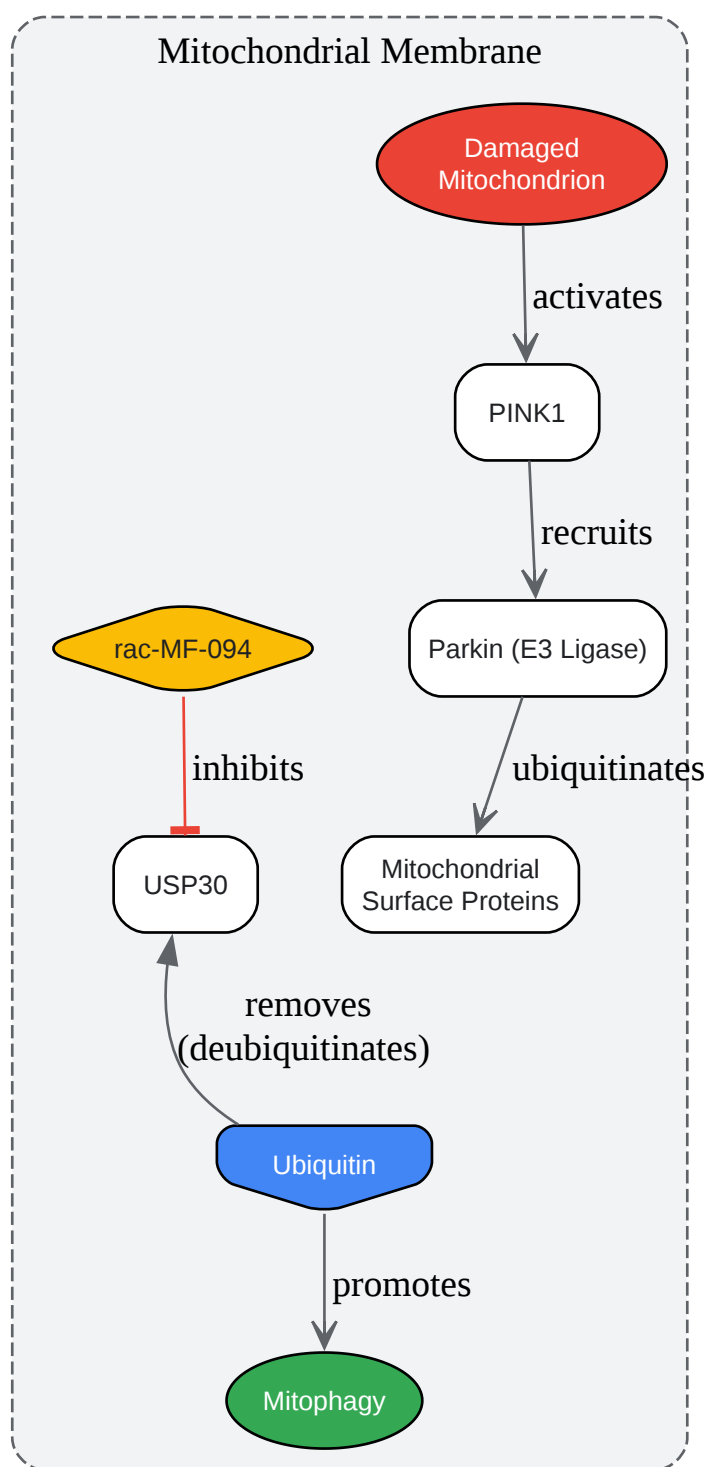 Mitochondrial Membrane
Damaged
Mitochondrion
activates
PINK1
recruits
rac-MF-094
Parkin (E3 Ligase)
inhibits
ubiquitinates
USP30
Mitochondrial
Surface Proteins
removes
(deubiquitinates)
Ubiquitin
promotes
Mitophagy